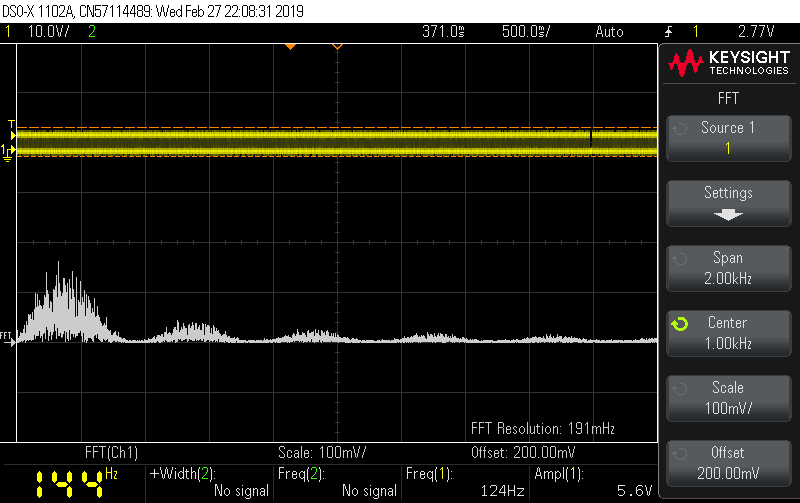 DSO-X 1102A, CN57114489: Wed Feb 27 22:08:31 2019
1 10.0V/ 2 371.0s 500.0s/ Auto 1 2.77V
KEYSIGHT
TECHNOLOGIES
FFT
Source 1
1
Settings
Span
2.00kHz
Center
1.00kHz
Scale
100mV/
Offset
200.00mV
T
1
FFT
FFT Resolution: 191mHz
FFT(Ch1) Scale: 100mV/ Offset: 200.00mV
144 Hz
+Width(2):
No signal
Freq(2):
No signal
Freq(1):
124Hz
Ampl(1):
5.6V